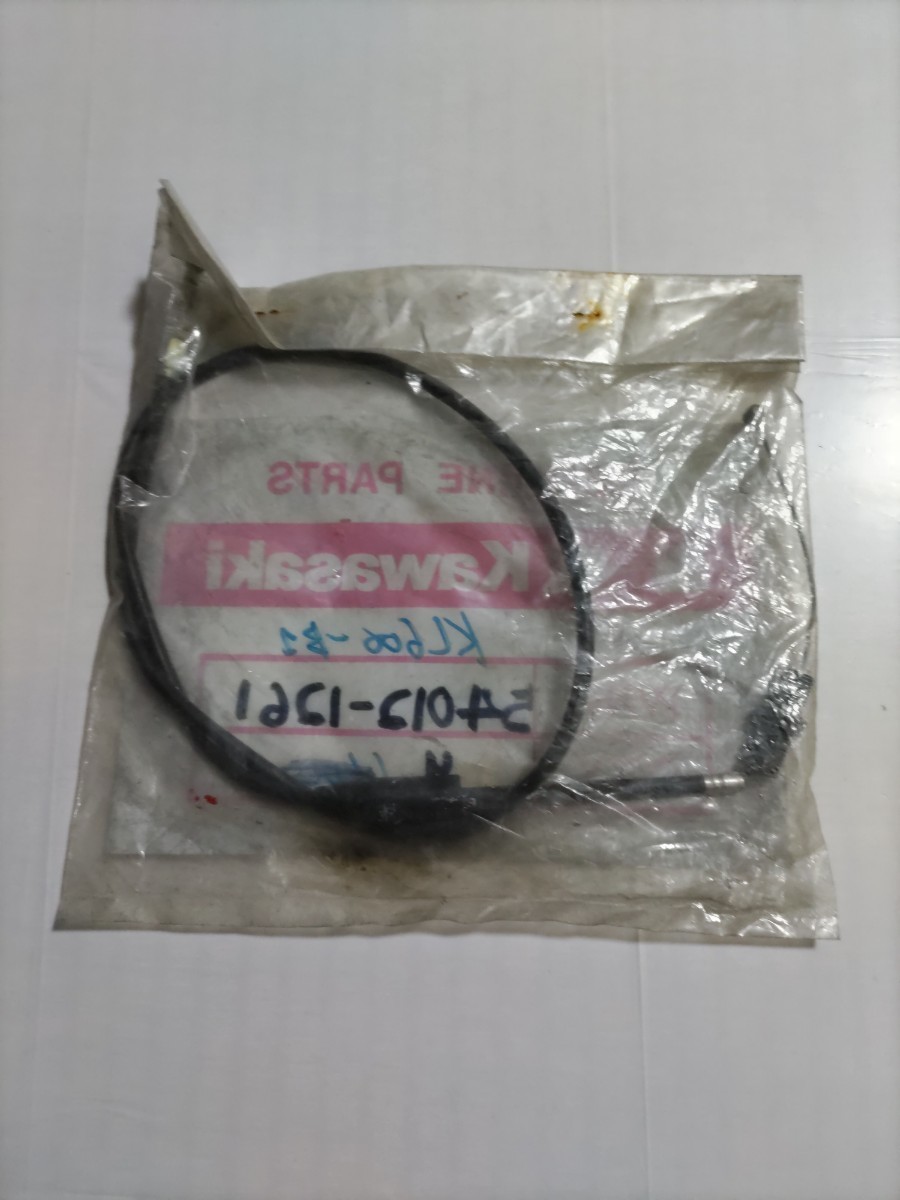 NE PARTS
Kawasaki
KL600-B1
54012-1261